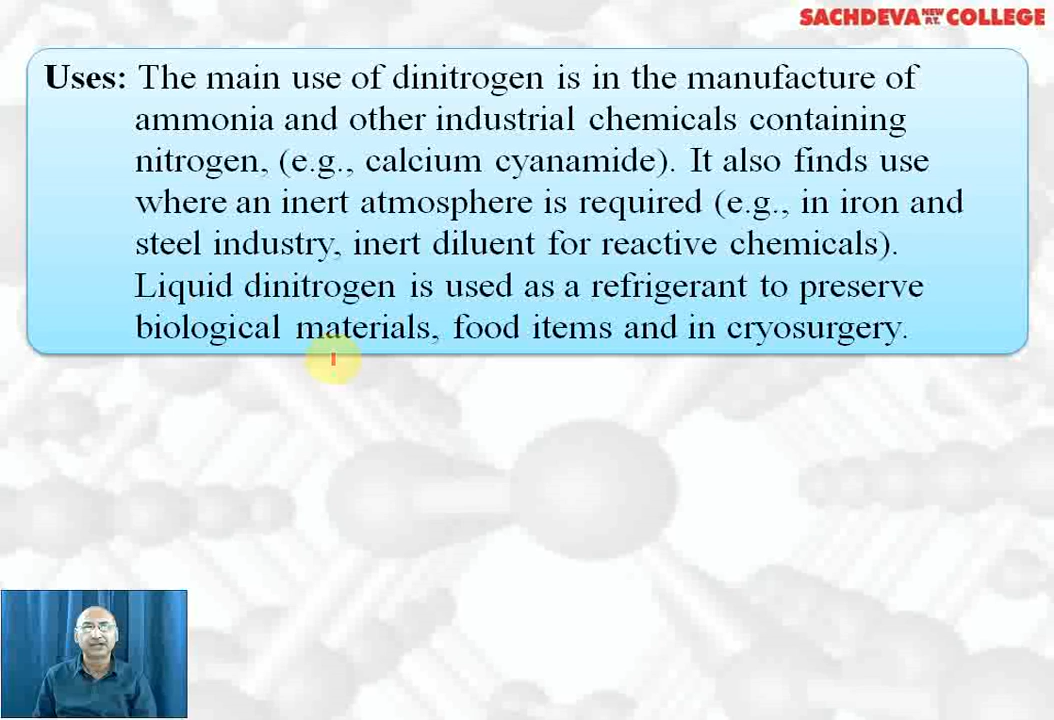 SACHDEVA NEW P.T. COLLEGE
Uses: The main use of dinitrogen is in the manufacture of
ammonia and other industrial chemicals containing
nitrogen, (e.g., calcium cyanamide). It also finds use
where an inert atmosphere is required (e.g., in iron and
steel industry, inert diluent for reactive chemicals).
Liquid dinitrogen is used as a refrigerant to preserve
biological materials, food items and in cryosurgery.